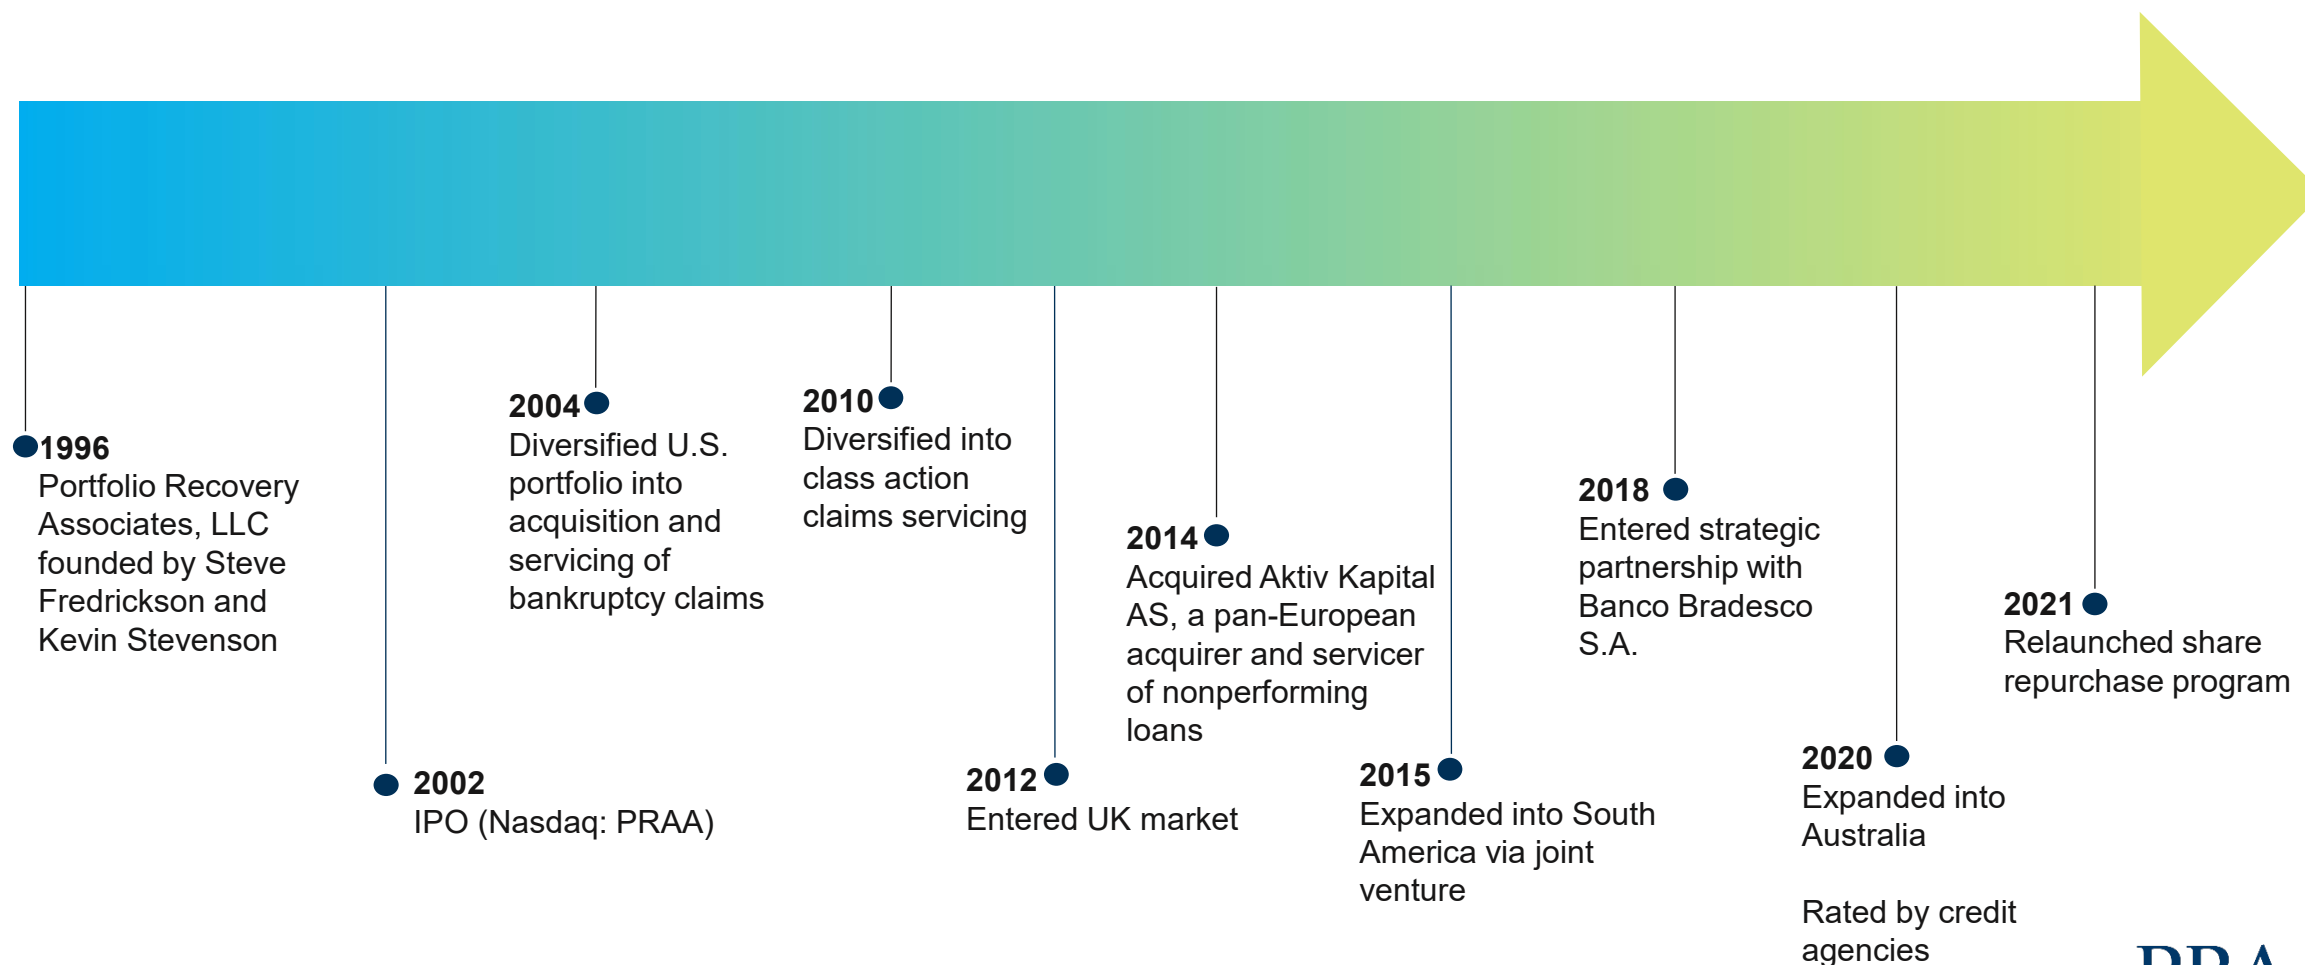 1996
Portfolio Recovery
Associates, LLC
founded by Steve
Fredrickson and
Kevin Stevenson
2002
IPO (Nasdaq: PRAA)
2004
Diversified U.S.
portfolio into
acquisition and
servicing of
bankruptcy claims
2010
Diversified into
class action
claims servicing
2012
Entered UK market
2014
Acquired Aktiv Kapital
AS, a pan-European
acquirer and servicer
of nonperforming
loans
2015
Expanded into South
America via joint
venture
2018
Entered strategic
partnership with
Banco Bradesco
S.A.
2020
Expanded into
Australia
Rated by credit
agencies
2021
Relaunched share
repurchase program